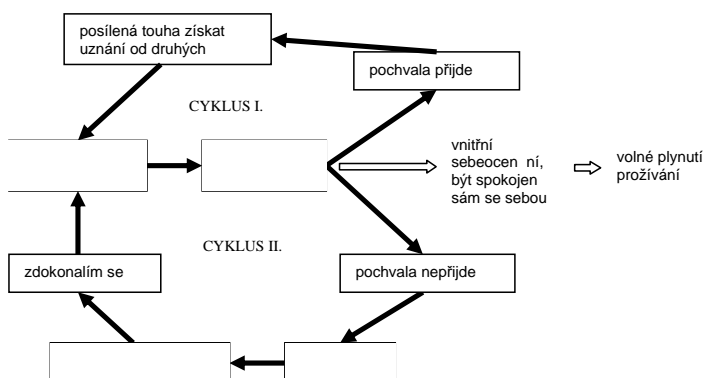 posílená touha získat
uznání od druhých
pochvala přijde
CYKLUS I.
vnitřní
sebeocen ní,
být spokojen
sám se sebou
volné plynutí
prožívání
CYKLUS II.
zdokonalím se
pochvala nepřijde